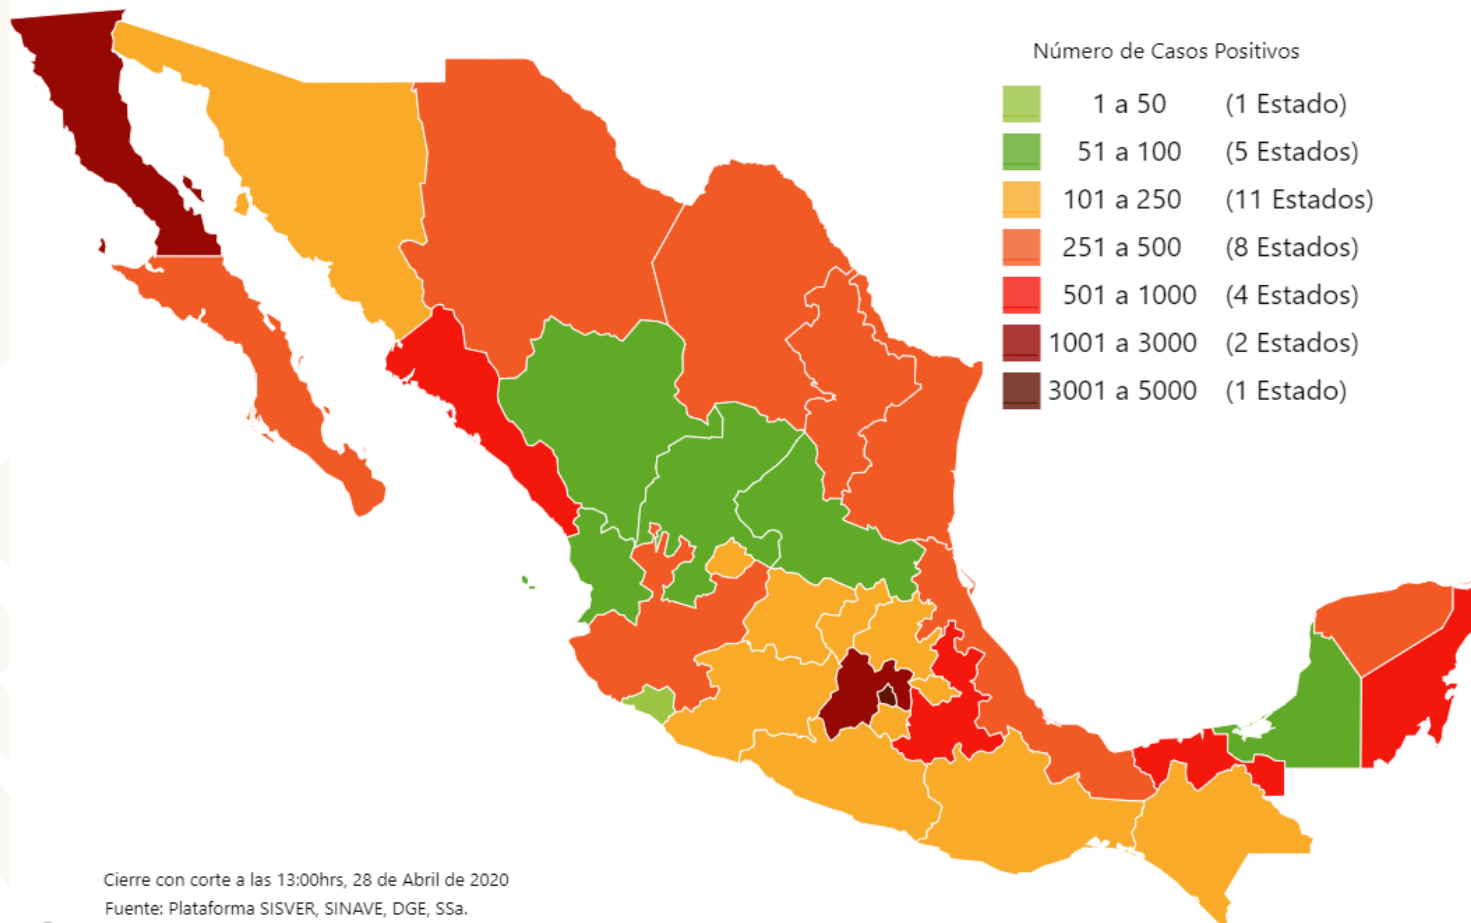 Número de Casos Positivos
1 a 50 (1 Estado)
51 a 100 (5 Estados)
101 a 250 (11 Estados)
251 a 500 (8 Estados)
501 a 1000 (4 Estados)
1001 a 3000 (2 Estados)
3001 a 5000 (1 Estado)
Cierre con corte a las 13:00hrs, 28 de Abril de 2020
Fuente: Plataforma SISVER, SINAVE, DGE, SSa.